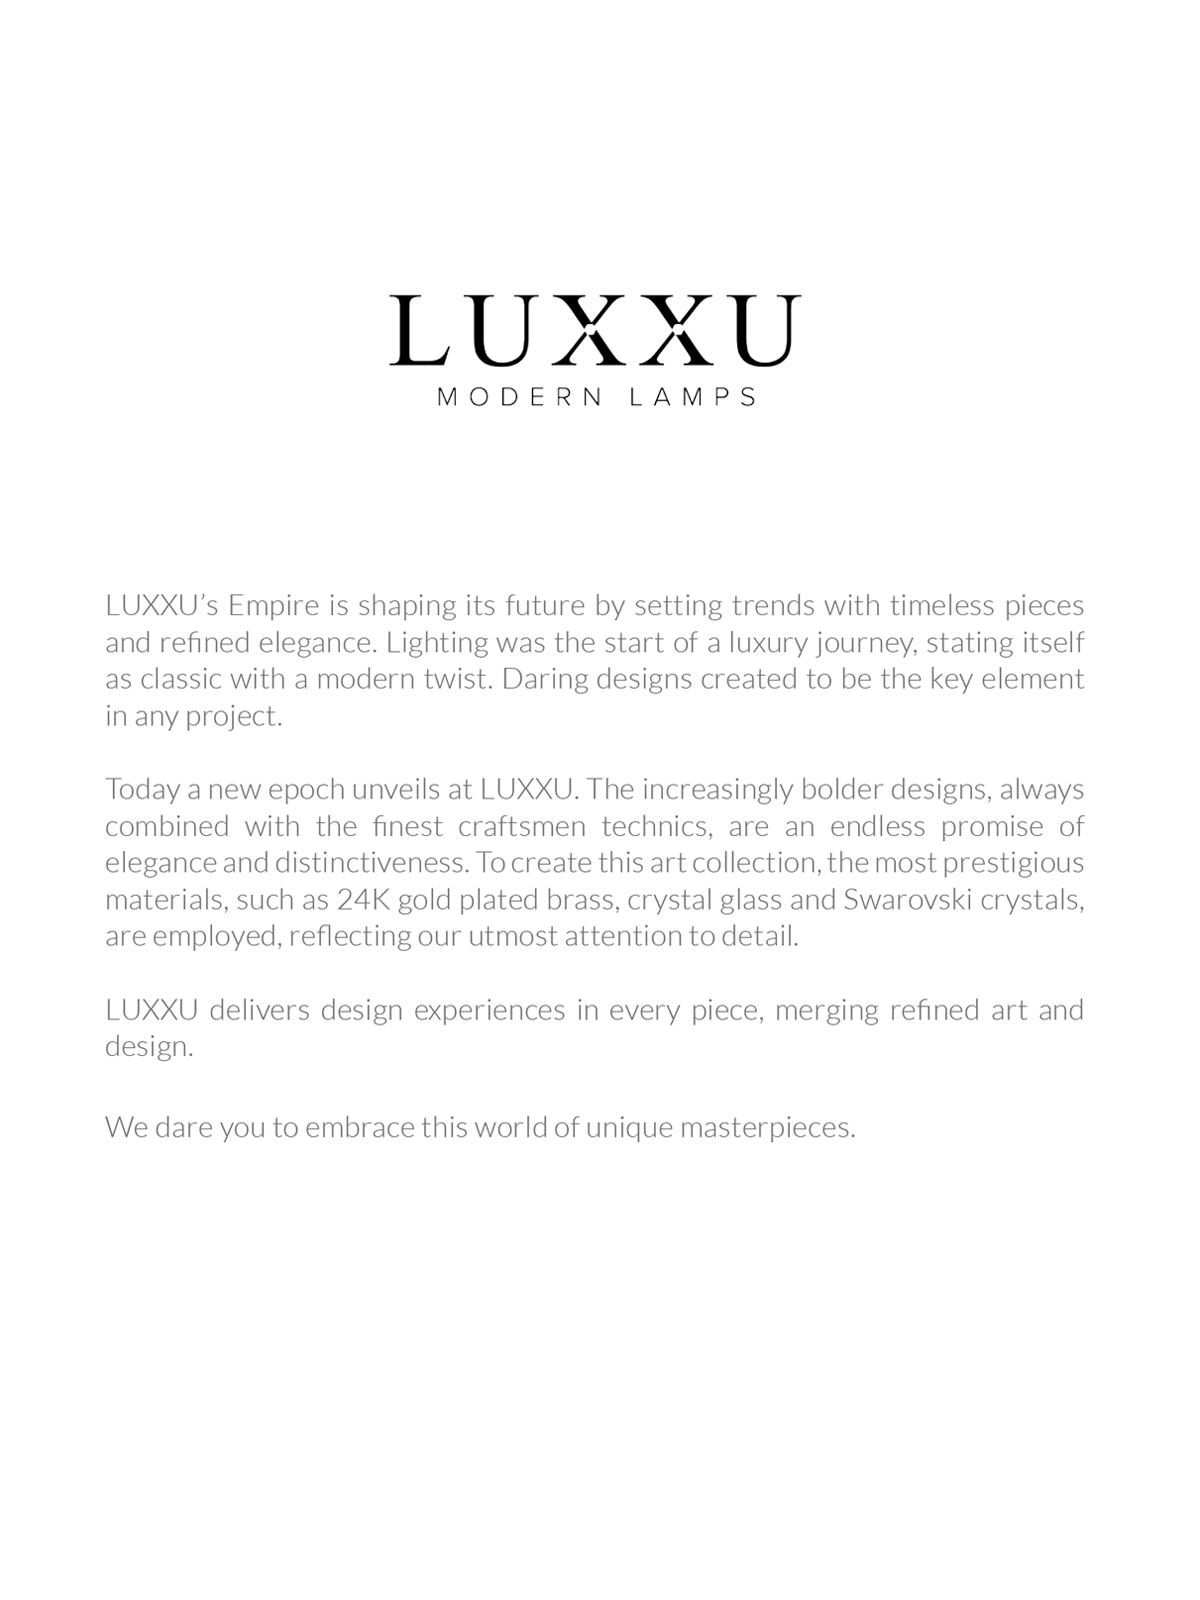 LUXXU
MODERN LAMPS
LUXXU’s Empire is shaping its future by setting trends with timeless pieces
and refined elegance. Lighting was the start of a luxury journey, stating itself
as classic with a modern twist. Daring designs created to be the key element
in any project.
Today a new epoch unveils at LUXXU. The increasingly bolder designs, always
combined with the finest craftsmen technics, are an endless promise of
elegance and distinctiveness. To create this art collection, the most prestigious
materials, such as 24K gold plated brass, crystal glass and Swarovski crystals,
are employed, reflecting our utmost attention to detail.
LUXXU delivers design experiences in every piece, merging refined art and
design.
We dare you to embrace this world of unique masterpieces.